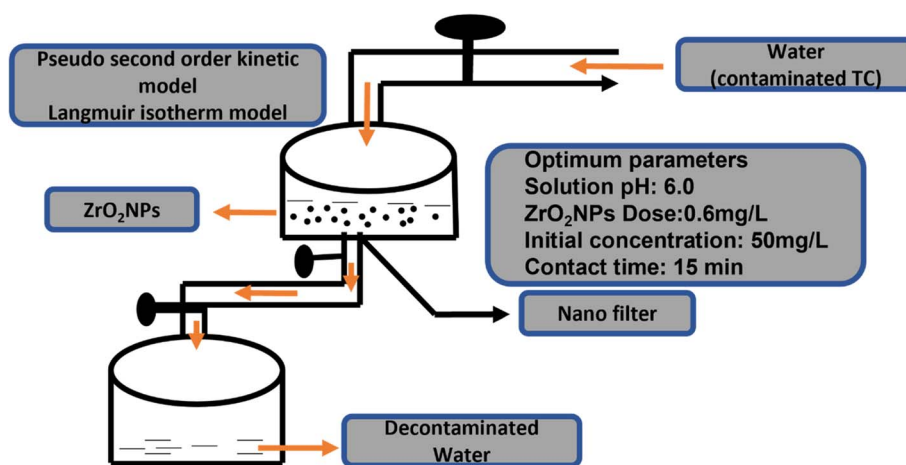 Pseudo second order kinetic
model
Langmuir isotherm model
Water
(contaminated TC)
Optimum parameters
Solution pH: 6.0
ZrO₂NPs Dose:0.6mg/L
Initial concentration: 50mg/L
Contact time: 15 min
ZrO₂NPs
Nano filter
Decontaminated
Water